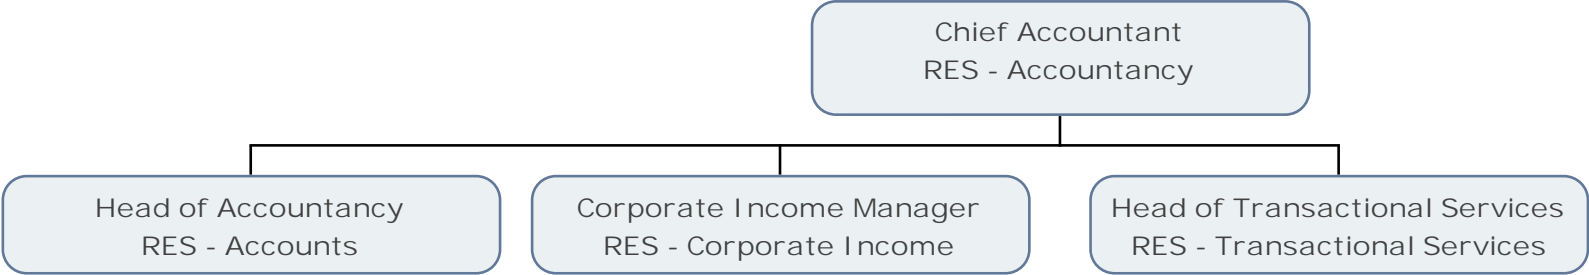 Chief Accountant
RES - Accountancy
Head of Accountancy
RES - Accounts
Corporate Income Manager
RES - Corporate Income
Head of Transactional Services
RES - Transactional Services